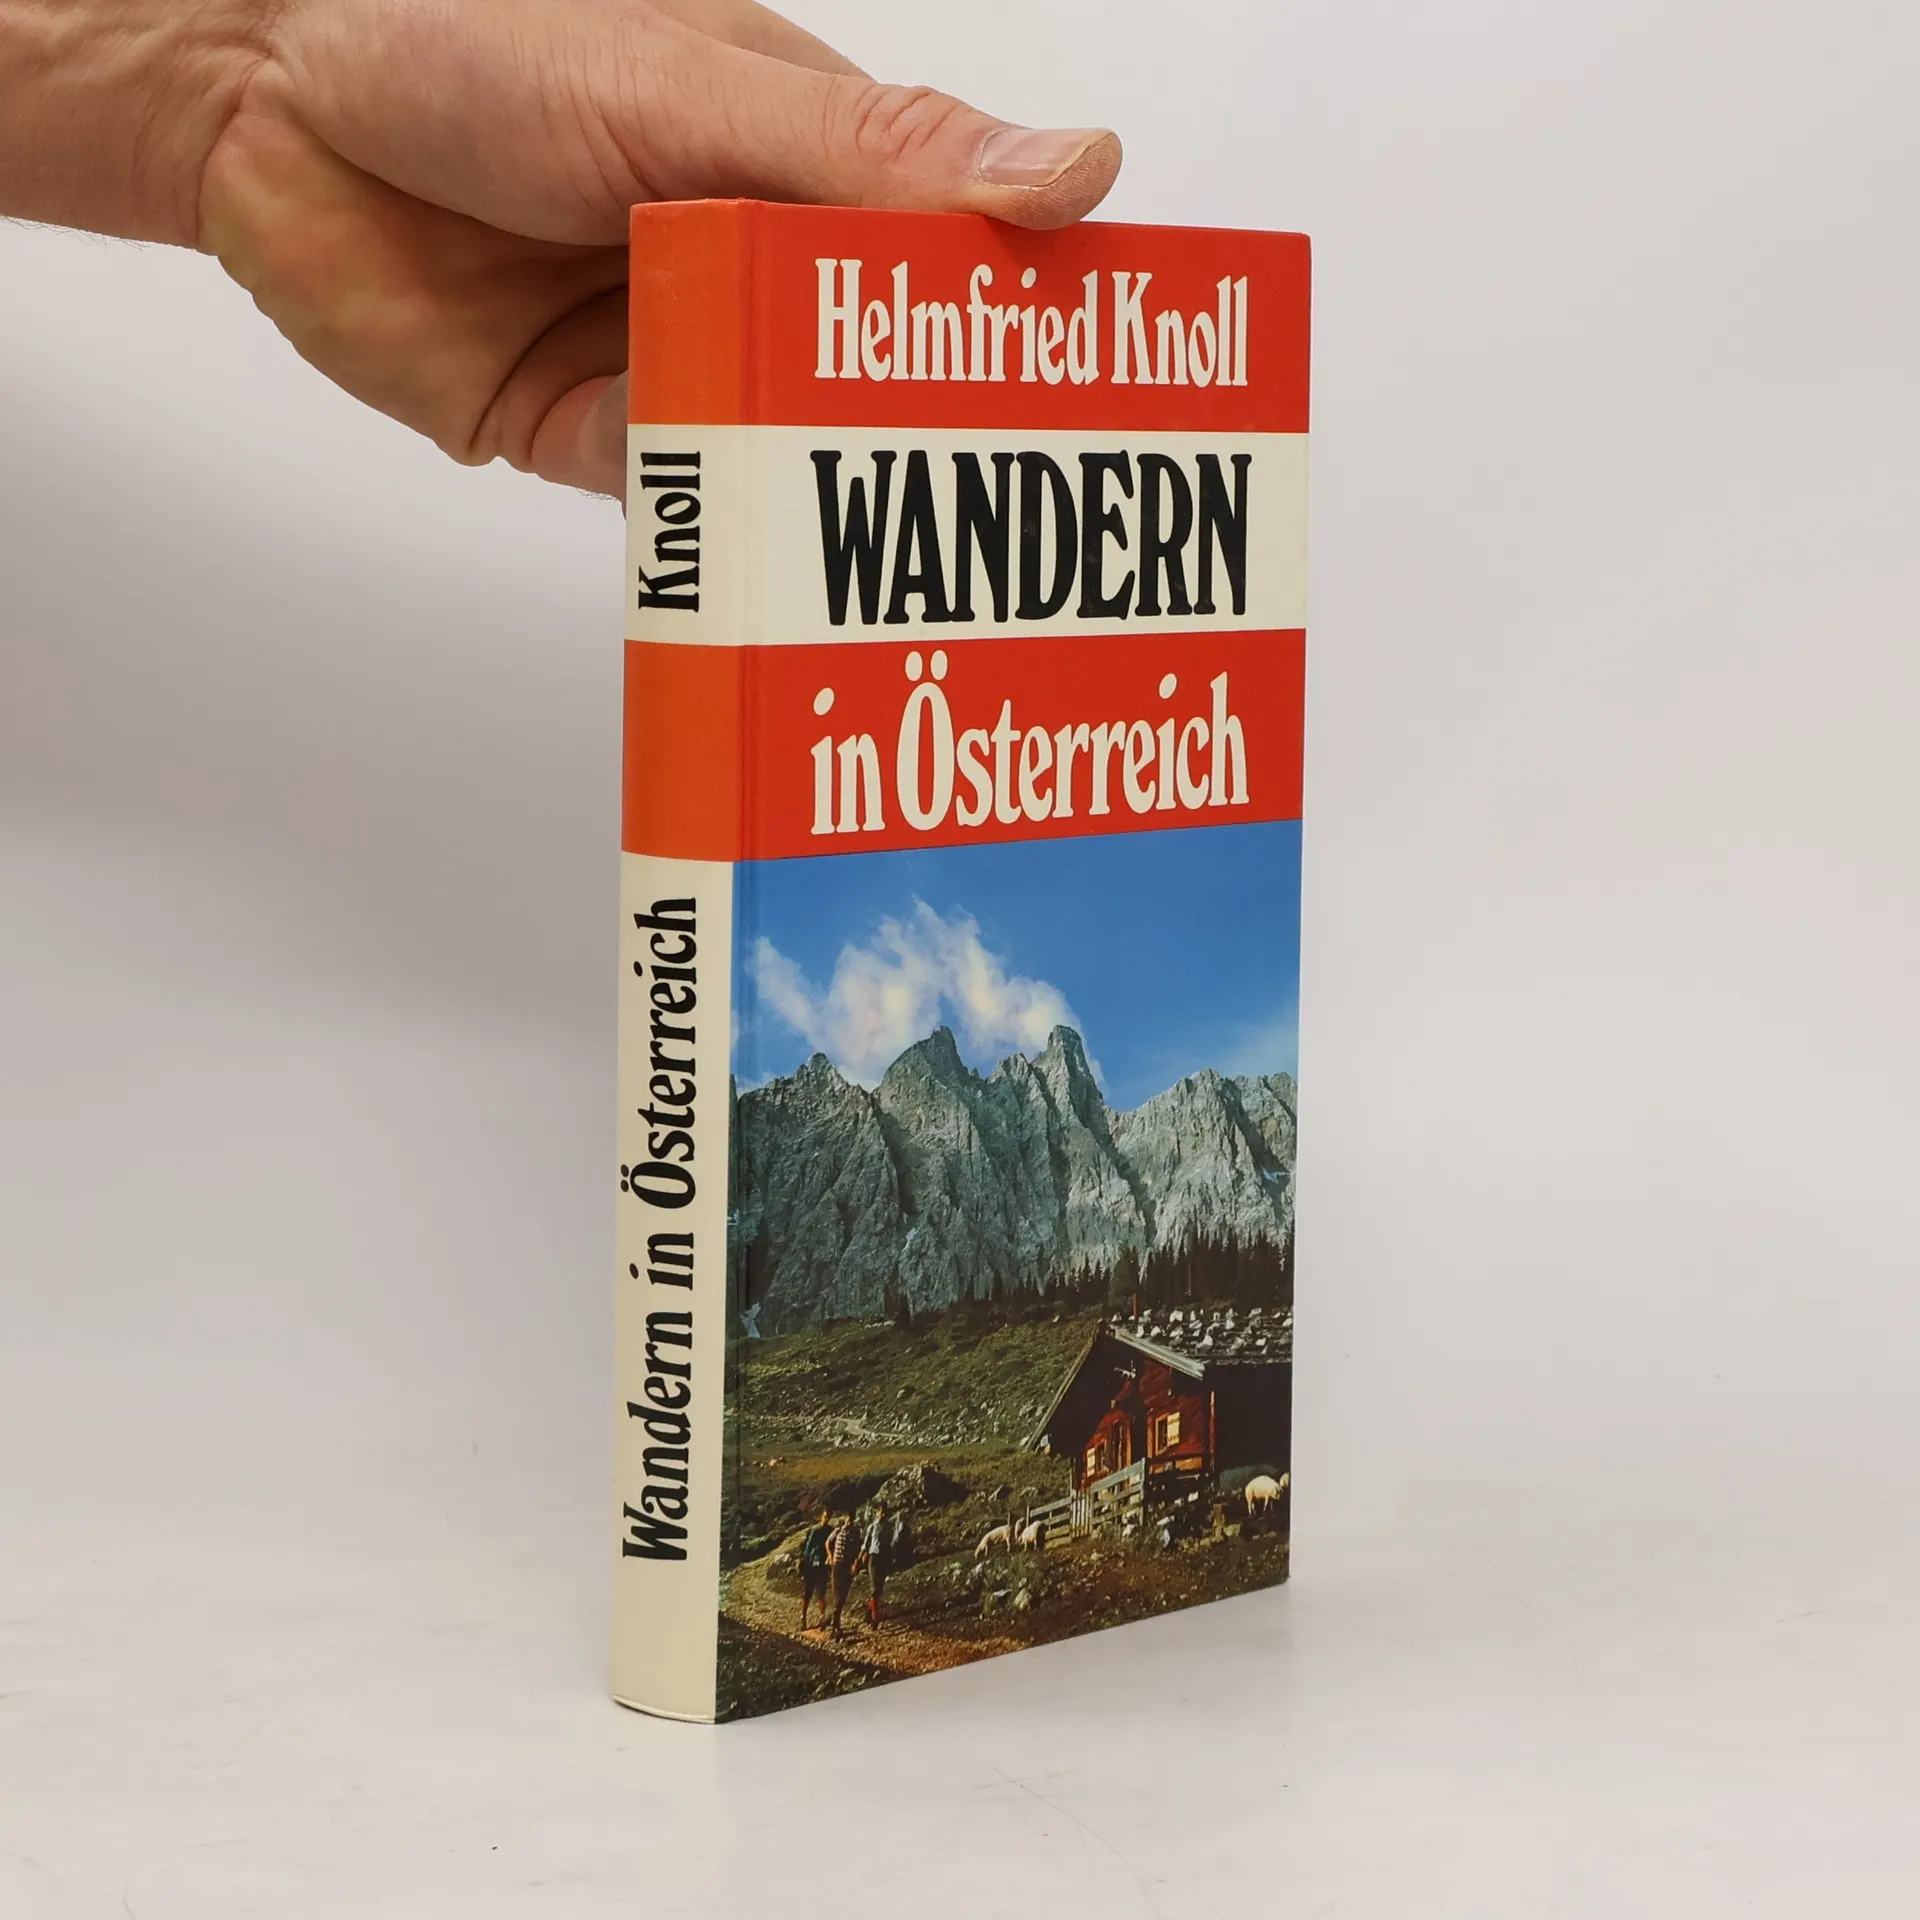 Helmfried Knoll
WANDERN
in Österreich
Knoll
Wandern in Österreich